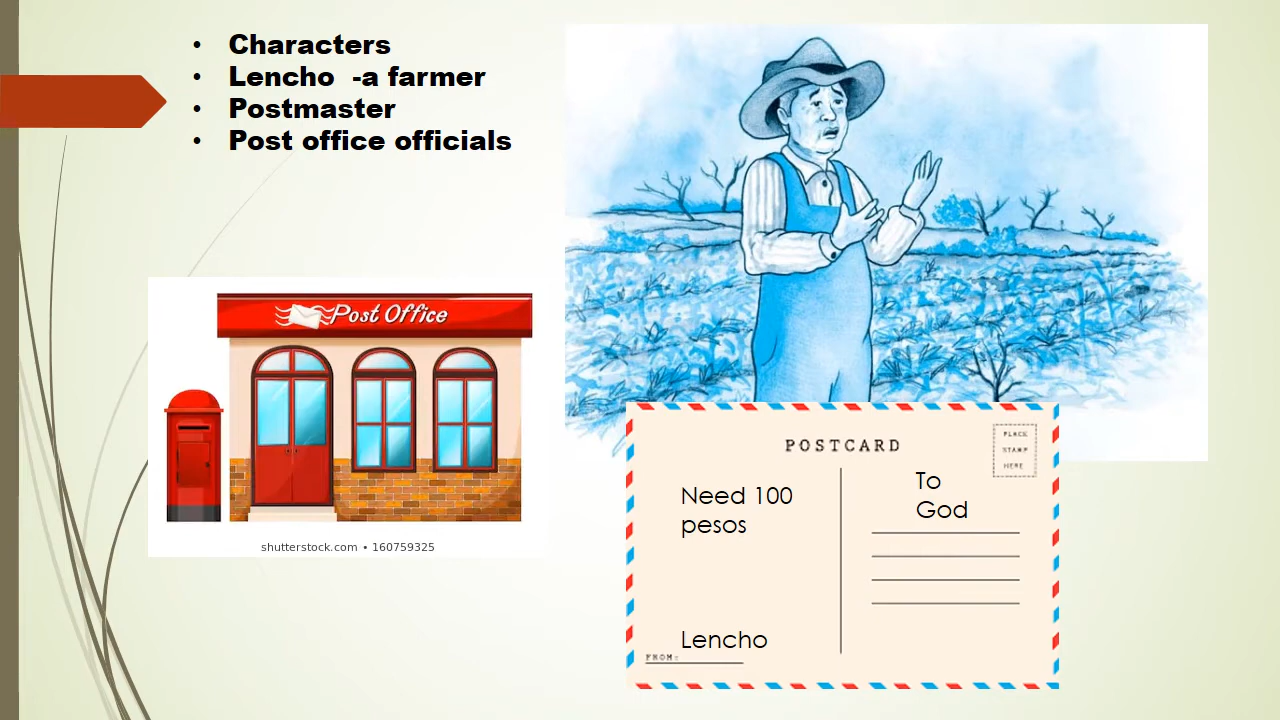 Characters
Lencho -a farmer
Postmaster
Post office officials
Post Office
shutterstock.com • 160759325
POSTCARD
PLACE
STAMP
HERE
Need 100
pesos
To
God
Lencho
FROM: